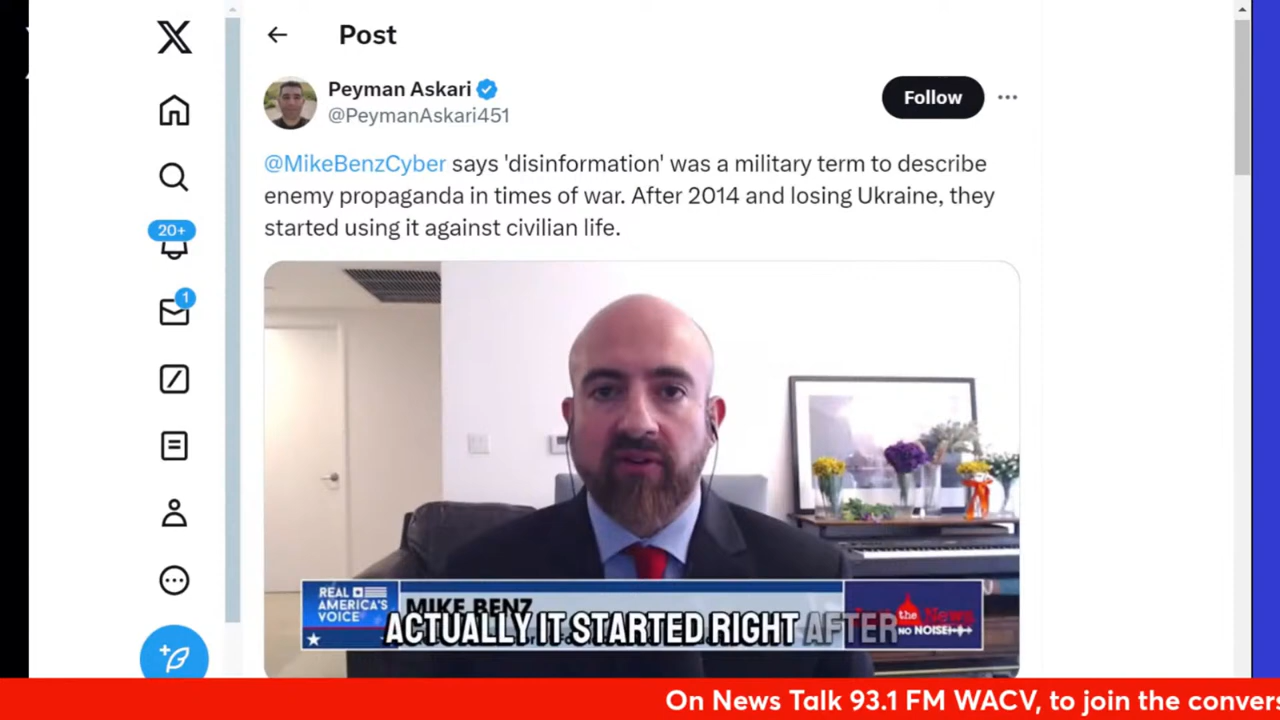 Post
Peyman Askari
@PeymanAskari451
Follow
@MikeBenzCyber says 'disinformation' was a military term to describe
enemy propaganda in times of war. After 2014 and losing Ukraine, they
started using it against civilian life.
20+
1
REAL
AMERICA'S
VOICE
MIKE BENZ
ACTUALLY IT STARTED RIGHT AFTER
the News
NO NOISE
On News Talk 93.1 FM WACV, to join the convers